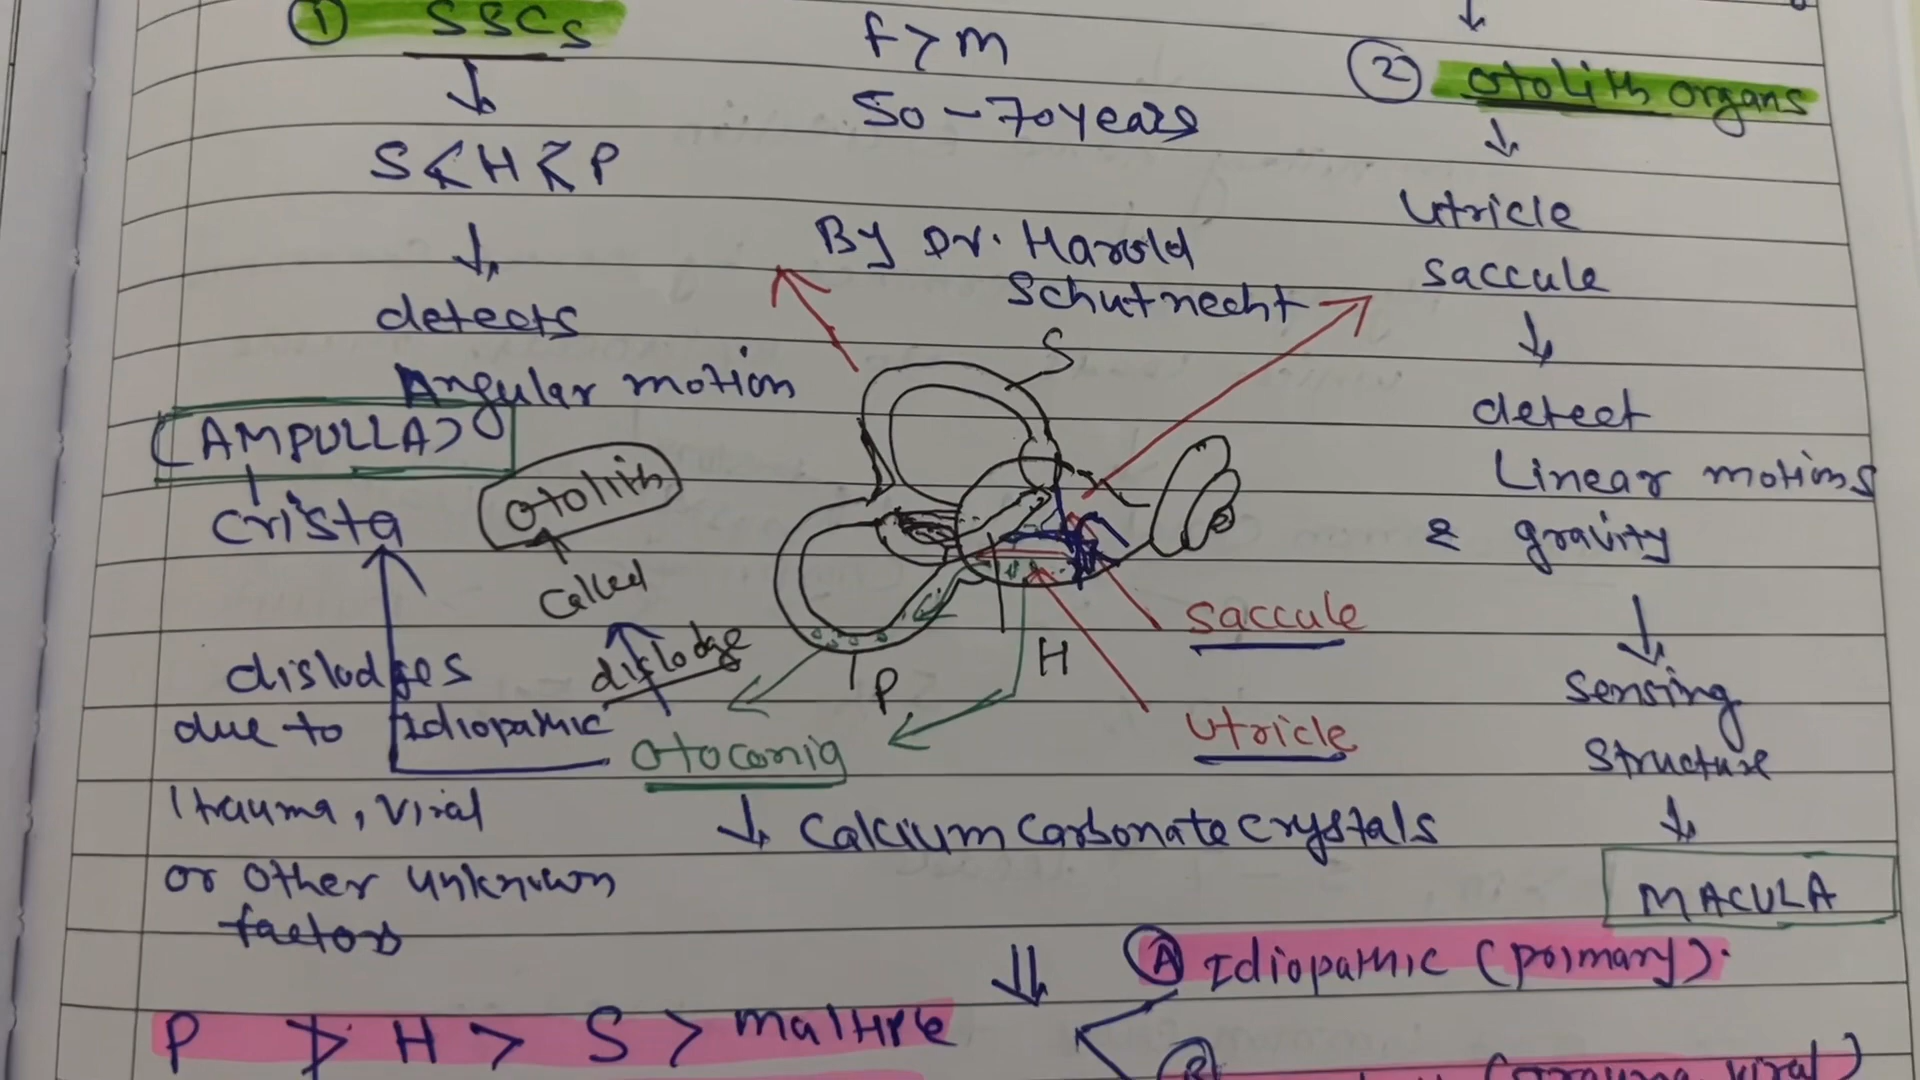 ① SSCs
S < H < P
detects
Angular motion
(AMPULLA)
crista
F > m
50 - 70 years
By Dr. Harold
Schutnecht
② otolith organs
Utricle
saccule
detect
Linear motions
& gravity
sensing
structure
MACULA
S
otolith
called
dislodge
P
H
saccule
utricle
otoconia
calcium carbonate crystals
dislodges
due to Idiopathic
trauma, viral
or other unknown
factors
P > H > S > multiple
Ⓐ Idiopathic (primary).
Ⓑ
viral)